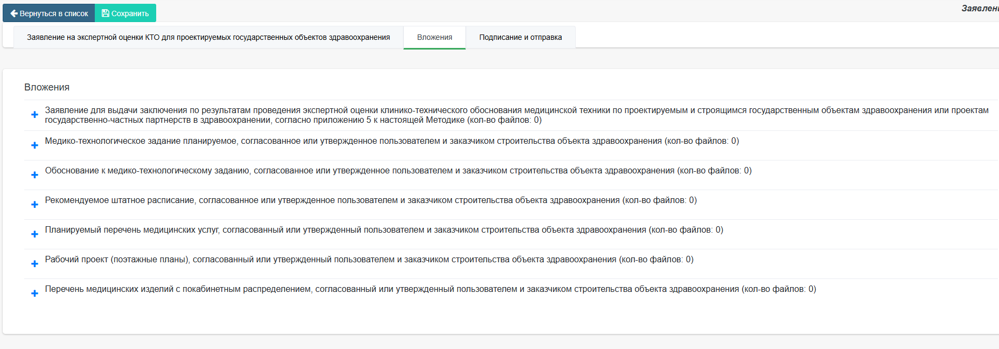 Вернуться в список Сохранить
Заявлени
Заявление на экспертной оценки КТО для проектируемых государственных объектов здравоохранения Вложения Подписание и отправка
Вложения
Заявление для выдачи заключения по результатам проведения экспертной оценки клинико-технического обоснования медицинской техники по проектируемым и строящимся государственным объектам здравоохранения или проектам
государственно-частных партнерств в здравоохранении, согласно приложению 5 к настоящей Методике (кол-во файлов: 0)
Медико-технологическое задание планируемое, согласованное или утвержденное пользователем и заказчиком строительства объекта здравоохранения (кол-во файлов: 0)
Обоснование к медико-технологическому заданию, согласованное или утвержденное пользователем и заказчиком строительства объекта здравоохранения (кол-во файлов: 0)
Рекомендуемое штатное расписание, согласованное или утвержденное пользователем и заказчиком строительства объекта здравоохранения (кол-во файлов: 0)
Планируемый перечень медицинских услуг, согласованный или утвержденный пользователем и заказчиком строительства объекта здравоохранения (кол-во файлов: 0)
Рабочий проект (поэтажные планы), согласованный или утвержденный пользователем и заказчиком строительства объекта здравоохранения (кол-во файлов: 0)
Перечень медицинских изделий с покабинетным распределением, согласованный или утвержденный пользователем и заказчиком строительства объекта здравоохранения (кол-во файлов: 0)